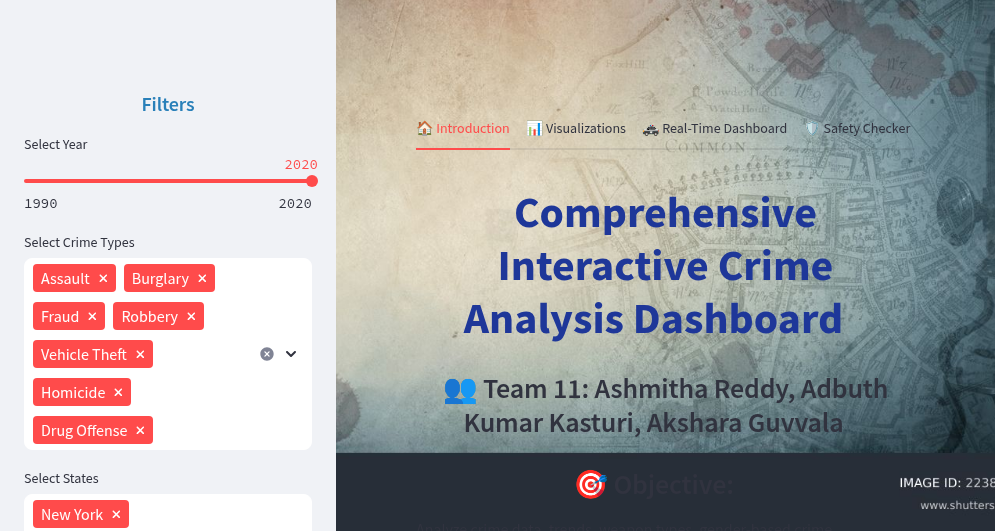 Filters
Select Year
2020
1990 2020
Select Crime Types
Assault × Burglary ×
Fraud × Robbery ×
Vehicle Theft ×
Homicide ×
Drug Offense ×
Select States
New York ×
Introduction Visualizations Real-Time Dashboard Safety Checker
COMMON
Comprehensive
Interactive Crime
Analysis Dashboard
Team 11: Ashmitha Reddy, Adbuth
Kumar Kasturi, Akshara Guvvala
Objective:
IMAGE ID: 2238
www.shutters